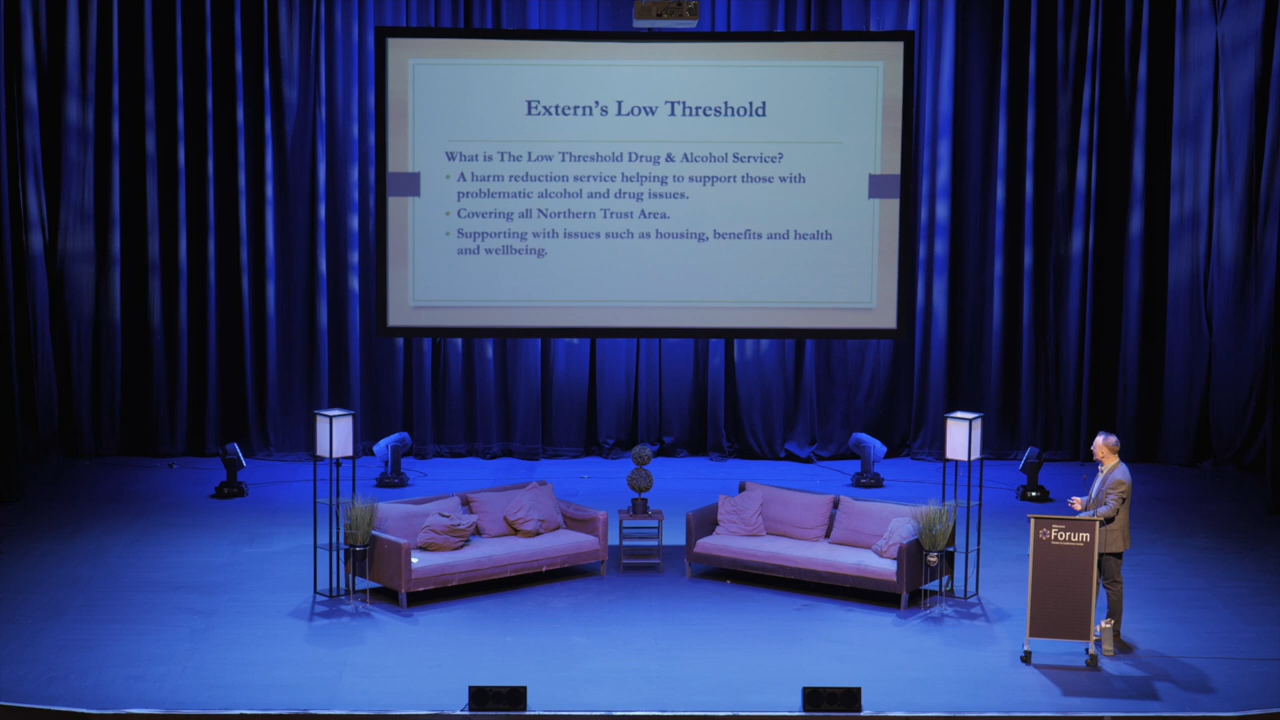 Extern's Low Threshold
What is The Low Threshold Drug & Alcohol Service?
• A harm reduction service helping to support those with
problematic alcohol and drug issues.
• Covering all Northern Trust Area.
• Supporting with issues such as housing, benefits and health
and wellbeing.
Forum